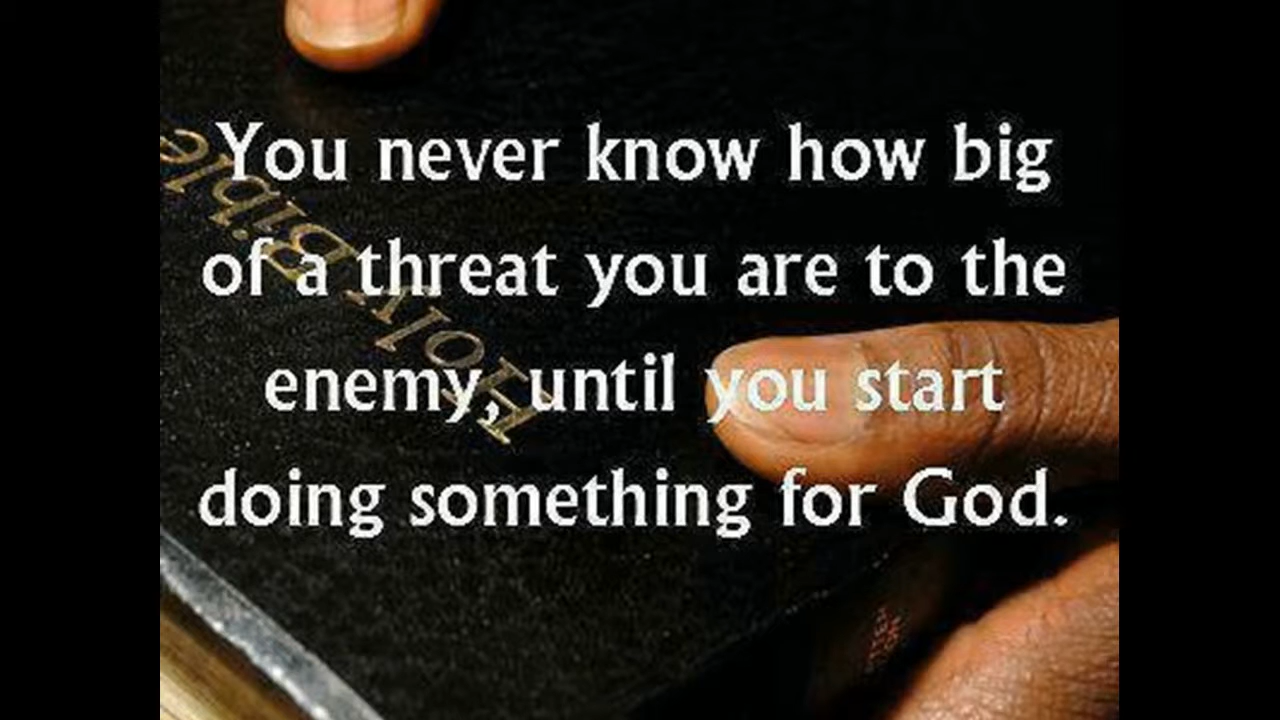 You never know how big
of a threat you are to the
enemy, until you start
doing something for God.
Holy Bible